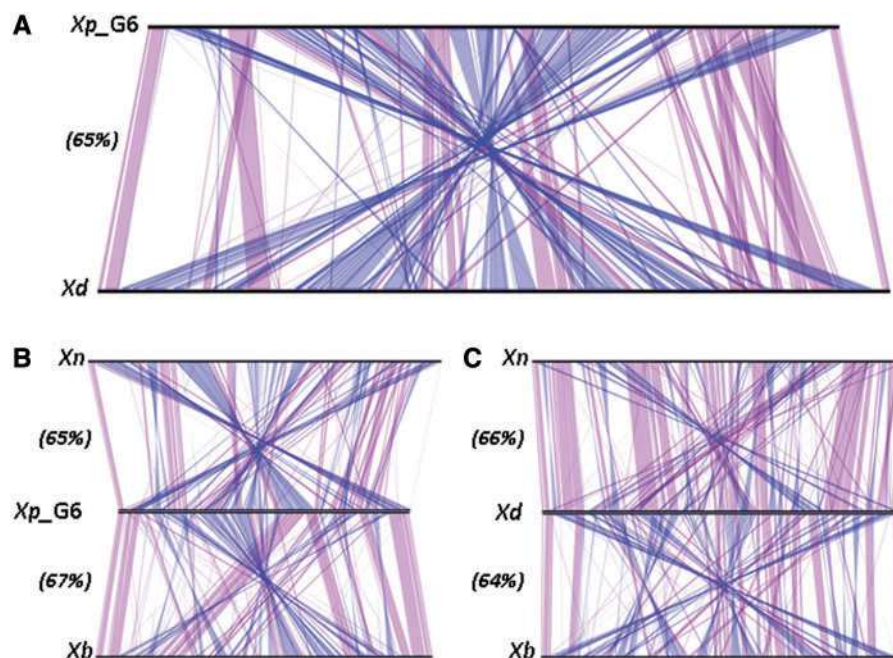 A
Xp_G6
(65%)
Xd
B
Xn
(65%)
Xp_G6
(67%)
Xb
C
Xn
(66%)
Xd
(64%)
Xb